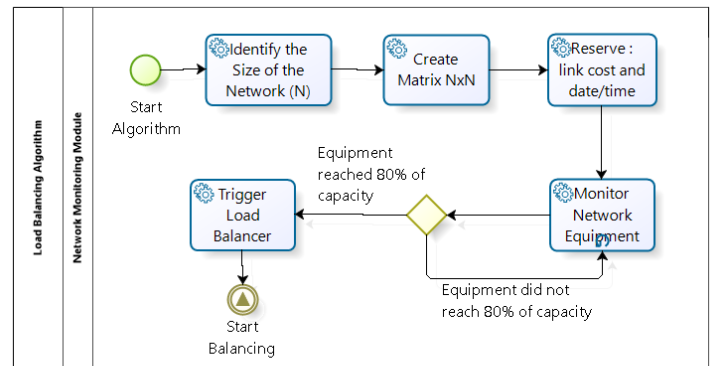 Load Balancing Algorithm
Network Monitoring Module
Start
Algorithm
Identify the
Size of the
Network (N)
Create
Matrix NxN
Reserve :
link cost and
date/time
Monitor
Network
Equipment
Equipment
reached 80% of
capacity
Equipment did not
reach 80% of capacity
Trigger
Load
Balancer
Start
Balancing